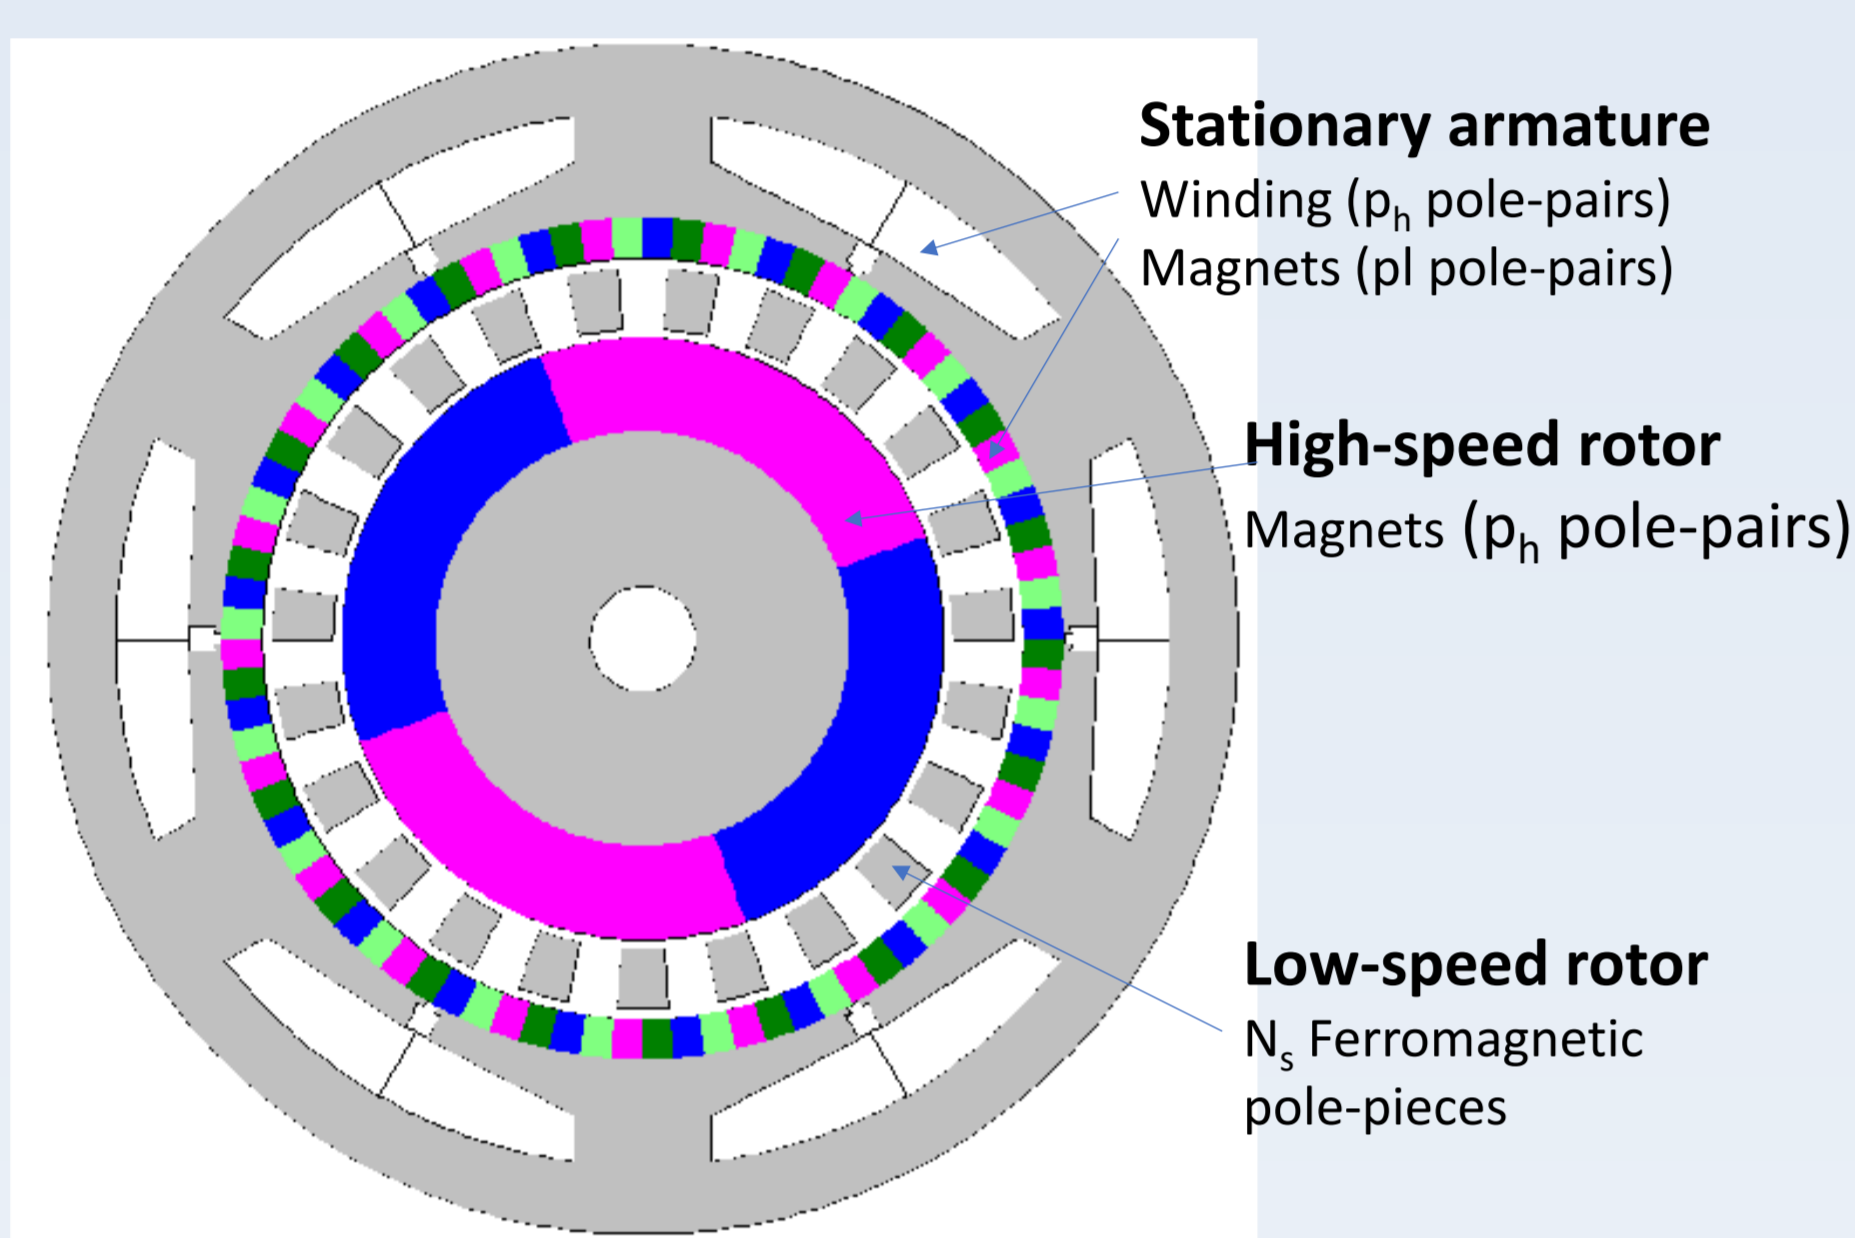 Stationary armature
Winding (pₕ pole-pairs)
Magnets (pl pole-pairs)
High-speed rotor
Magnets (pₕ pole-pairs)
Low-speed rotor
Nₛ Ferromagnetic
pole-pieces